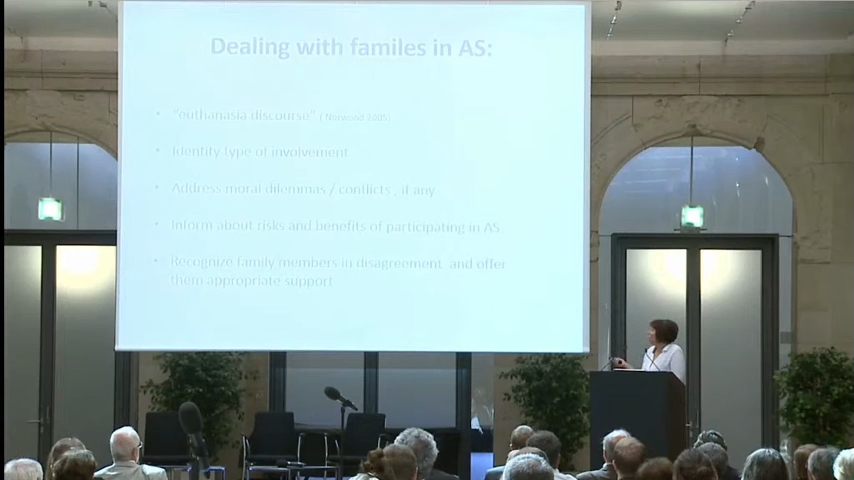 Dealing with familes in AS:
• "euthanasia discourse" ( Norwood 2005)
• Identify type of involvement
• Address moral dilemmas / conflicts , if any
• Inform about risks and benefits of participating in AS
• Recognize family members in disagreement and offer
them appropriate support